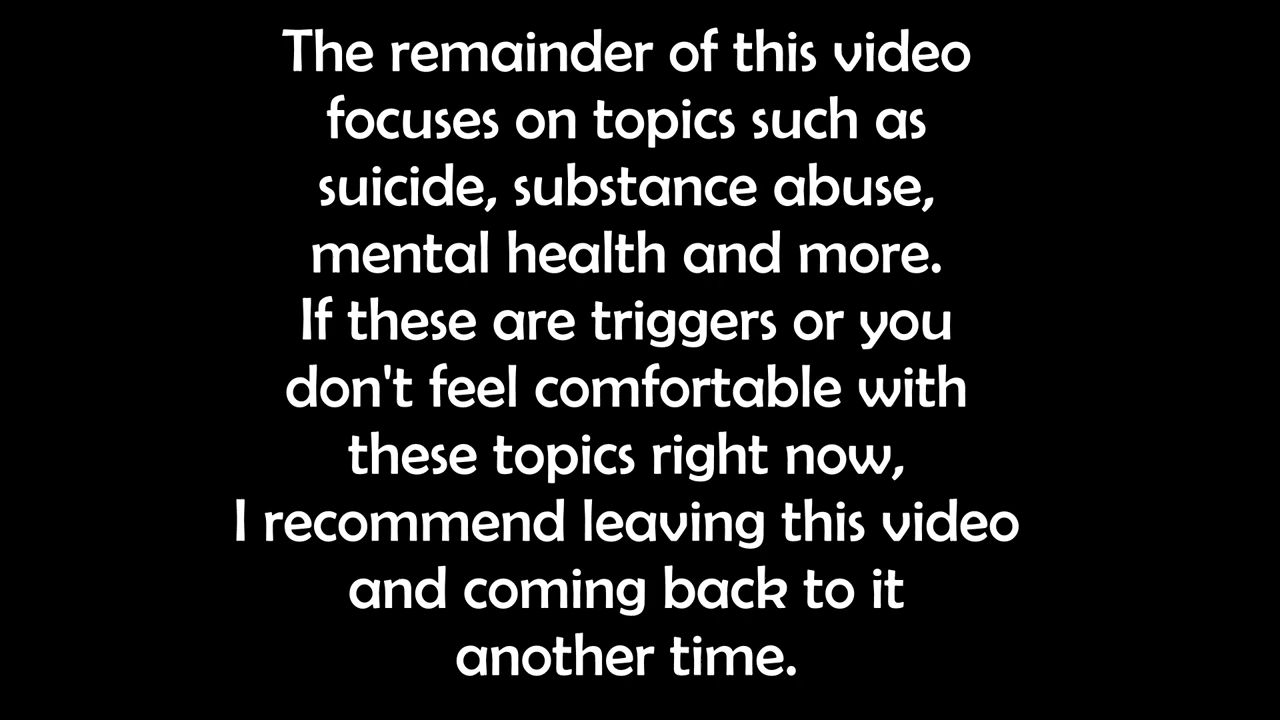 The remainder of this video
focuses on topics such as
suicide, substance abuse,
mental health and more.
If these are triggers or you
don't feel comfortable with
these topics right now,
I recommend leaving this video
and coming back to it
another time.